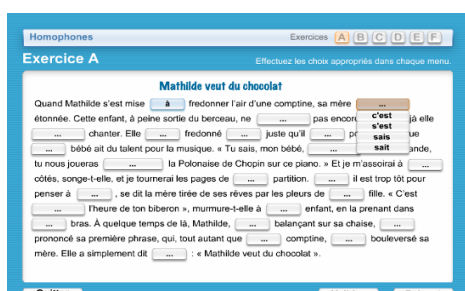 Homophones Exercices A B C D E F
Exercice A Effectuez les choix appropriés dans chaque menu.
Mathilde veut du chocolat
Quand Mathilde s'est mise à fredonner l'air d'une comptine, sa mère ...
étonnée. Cette enfant, à peine sortie du berceau, ne ... pas encore jà elle
c'est
s'est
sais
sait
... chanter. Elle ... fredonné ... juste qu'il ... ue
... bébé ait du talent pour la musique. « Tu sais, mon bébé, ... ande,
tu nous joueras ... la Polonaise de Chopin sur ce piano. » Et je m'assoirai à ...
côtés, songe-t-elle, et je tournerai les pages de ... partition. ... il est trop tôt pour
penser à ... , se dit la mère tirée de ses rêves par les pleurs de ... fille. « C'est
... l'heure de ton biberon », murmure-t-elle à ... enfant, en la prenant dans
... bras. À quelque temps de là, Mathilde, ... balançant sur sa chaise, ...
prononcé sa première phrase, qui, tout autant que ... comptine, ... bouleversé sa
mère. Elle a simplement dit ... : « Mathilde veut du chocolat ».